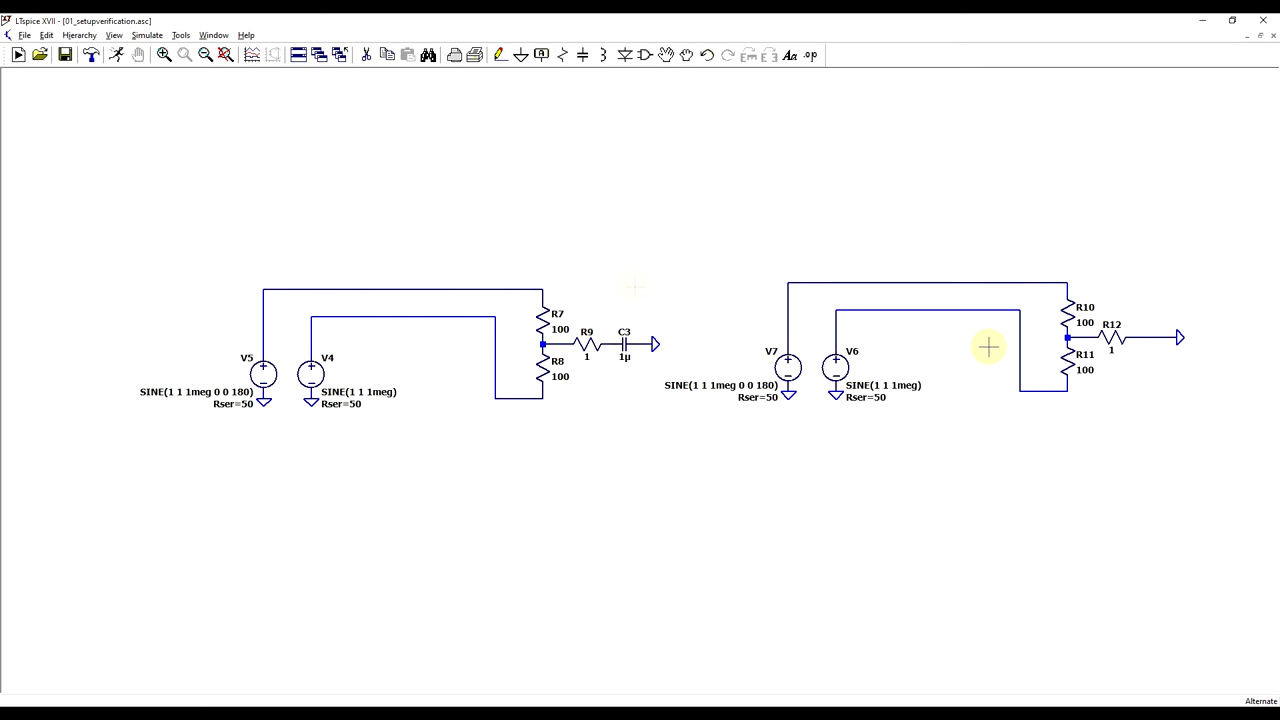 LTspice XVII - [01_setupverification.asc]
File Edit Hierarchy View Simulate Tools Window Help
.op
V5
SINE(1 1 1meg 0 0 180)
Rser=50
V4
SINE(1 1 1meg)
Rser=50
R7
100
R9
1
C3
1µ
R8
100
V7
SINE(1 1 1meg 0 0 180)
Rser=50
V6
SINE(1 1 1meg)
Rser=50
R10
100
R12
1
R11
100
Alternate